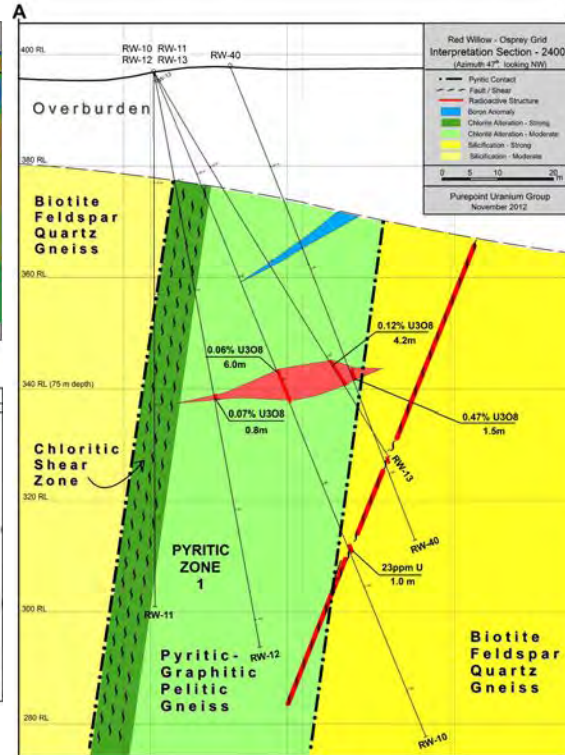 A
Red Willow - Osprey Grid
Interpretation Section - 2400
(Azimuth 47°, looking NW)
Pyritic Contact
Fault / Shear
Radioactive Structure
Boron Anomaly
Chlorite Alteration - Strong
Chlorite Alteration - Moderate
Silicification - Strong
Silicification - Moderate
0 5 10 20
m
Purepoint Uranium Group
November 2012
400 RL
RW-10 RW-11
RW-12 RW-13
RW-40
Overburden
380 RL
Biotite
Feldspar
Quartz
Gneiss
360 RL
0.12% U3O8
4.2m
0.06% U3O8
6.0m
340 RL (75 m depth)
0.07% U3O8
0.8m
0.47% U3O8
1.5m
Chloritic
Shear
Zone
RW-13
320 RL
RW-40
PYRITIC
ZONE
1
23ppm U
1.0 m
300 RL
RW-11
RW-12
Pyritic-
Graphitic
Pelitic
Gneiss
Biotite
Feldspar
Quartz
Gneiss
RW-10
280 RL